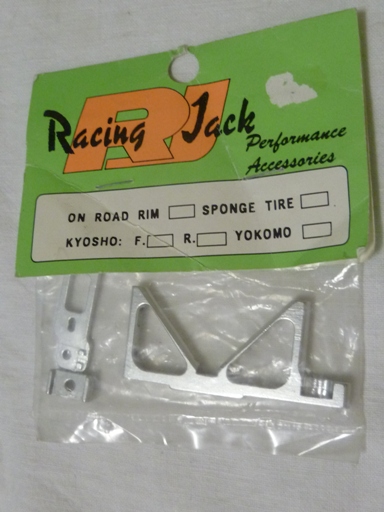 RJ
Racing Jack
Performance
Accessories
ON ROAD RIM SPONGE TIRE
KYOSHO: F. R. YOKOMO